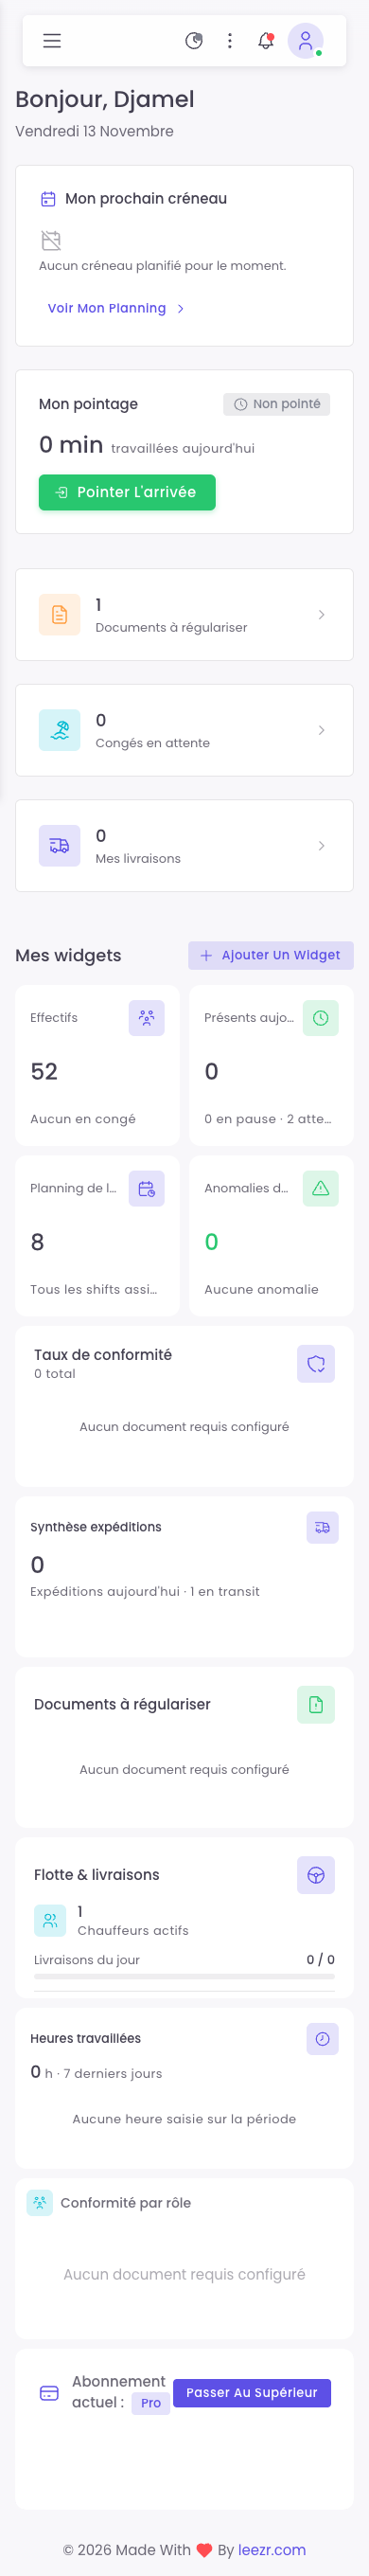 Bonjour, Djamel
Vendredi 13 Novembre
Mon prochain créneau
Aucun créneau planifié pour le moment.
Voir Mon Planning
Mon pointage
Non pointé
0 min travaillées aujourd'hui
Pointer L'arrivée
1
Documents à régulariser
0
Congés en attente
0
Mes livraisons
Mes widgets
Ajouter Un Widget
Effectifs
52
Aucun en congé
Présents aujo...
0
0 en pause · 2 atte...
Planning de l...
8
Tous les shifts assi...
Anomalies d...
0
Aucune anomalie
Taux de conformité
0 total
Aucun document requis configuré
Synthèse expéditions
0
Expéditions aujourd'hui · 1 en transit
Documents à régulariser
Aucun document requis configuré
Flotte & livraisons
1
Chauffeurs actifs
Livraisons du jour
0 / 0
Heures travaillées
0 h · 7 derniers jours
Aucune heure saisie sur la période
Conformité par rôle
Aucun document requis configuré
Abonnement
actuel : Pro
Passer Au Supérieur
© 2026 Made With ❤ By leezr.com